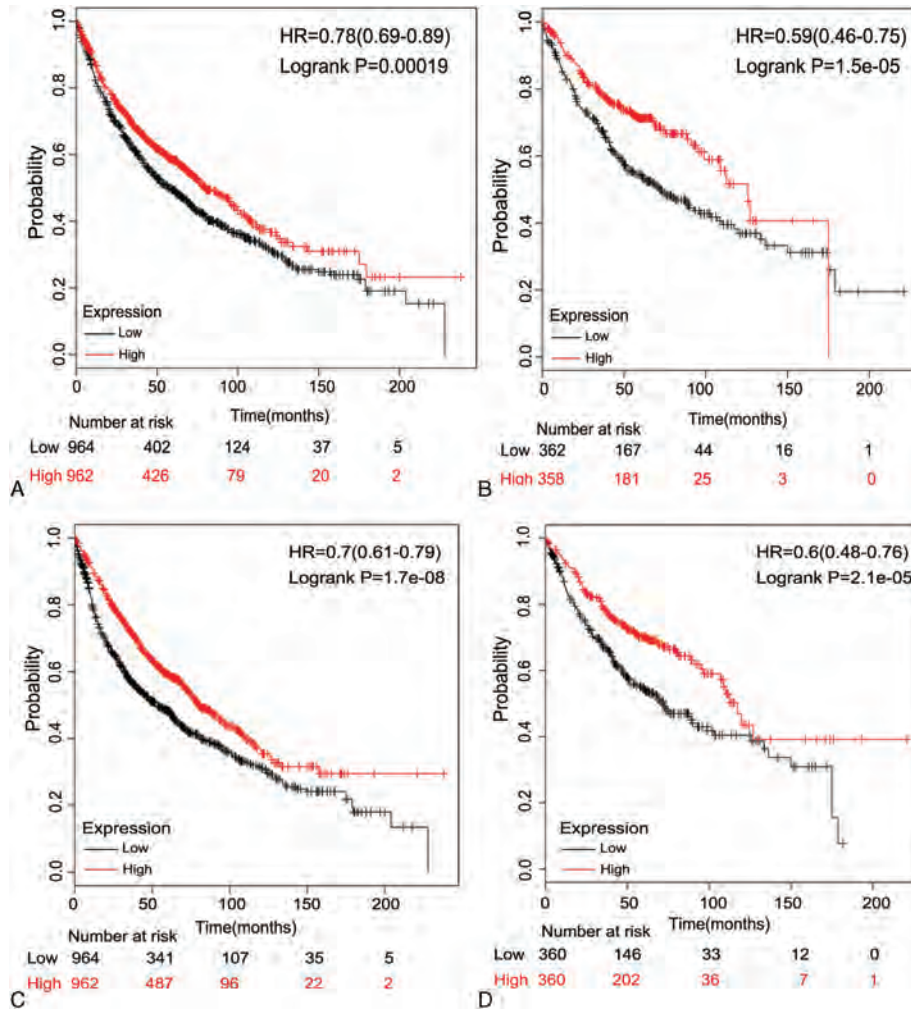 HR=0.78(0.69-0.89)
Logrank P=0.00019
Probability
1.0
0.8
0.6
0.4
0.2
0.0
Expression
Low
High
0 50 100 150 200
Time(months)
Number at risk
Low 964 402 124 37 5
High 962 426 79 20 2
A
HR=0.59(0.46-0.75)
Logrank P=1.5e-05
Probability
1.0
0.8
0.6
0.4
0.2
0.0
Expression
Low
High
0 50 100 150 200
Time(months)
Number at risk
Low 362 167 44 16 1
High 358 181 25 3 0
B
HR=0.7(0.61-0.79)
Logrank P=1.7e-08
Probability
1.0
0.8
0.6
0.4
0.2
0.0
Expression
Low
High
0 50 100 150 200
Time(months)
Number at risk
Low 964 341 107 35 5
High 962 487 96 22 2
C
HR=0.6(0.48-0.76)
Logrank P=2.1e-05
Probability
1.0
0.8
0.6
0.4
0.2
0.0
Expression
Low
High
0 50 100 150 200
Time(months)
Number at risk
Low 360 146 33 12 0
High 360 202 36 7 1
D